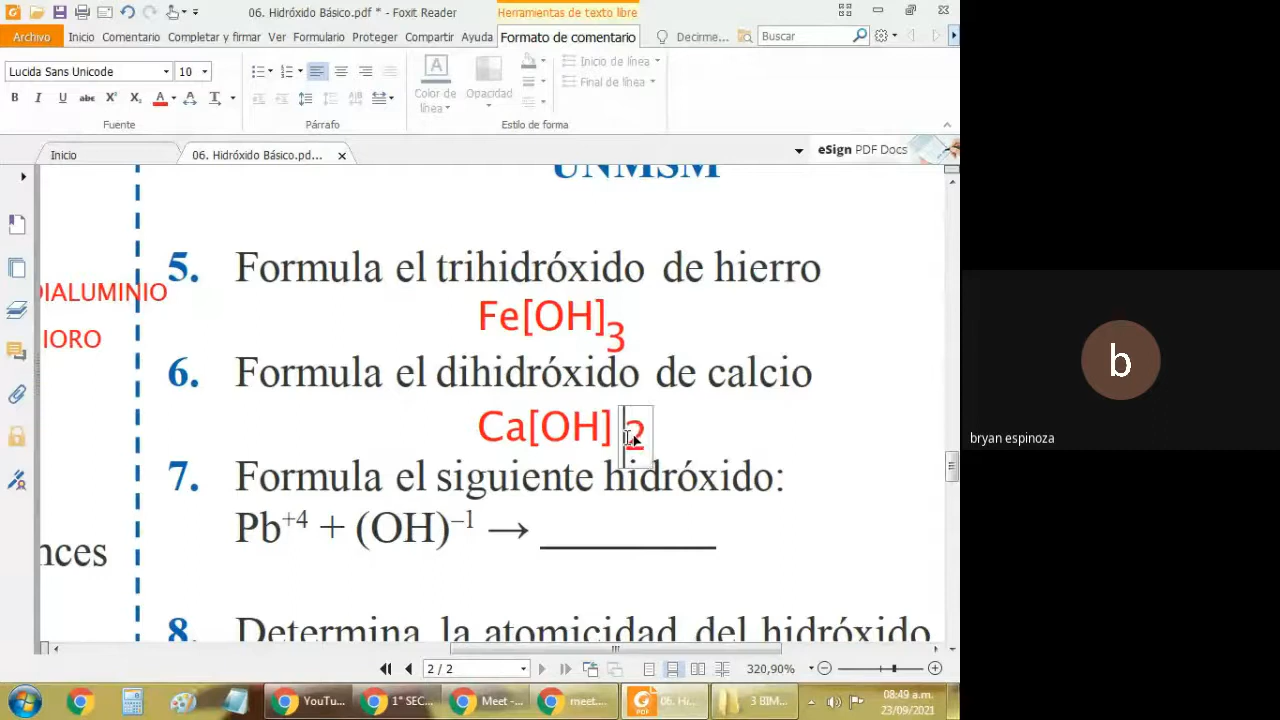 06. Hidróxido Básico.pdf * - Foxit Reader
Herramientas de texto libre
Archivo Inicio Comentario Completar y firmar Ver Formulario Proteger Compartir Ayuda Formato de comentario Decirme... Buscar
Lucida Sans Unicode 10
Color de línea
Opacidad
Inicio de línea
Final de línea
Fuente Párrafo Estilo de forma
Inicio 06. Hidróxido Básico.pd... eSign PDF Docs
UNMSM
5. Formula el trihidróxido de hierro
DIALUMINIO
Fe[OH]3
IORO
6. Formula el dihidróxido de calcio
Ca[OH] 2
7. Formula el siguiente hidróxido:
Pb+4 + (OH)–1 → ________
nces
8. Determina la atomicidad del hidróxido
bryan espinoza
b
2 / 2 320,90%
YouTu... 1° SEC... Meet -... meet.... 06. Hi... 3 BIM...
08:49 a.m.
23/09/2021